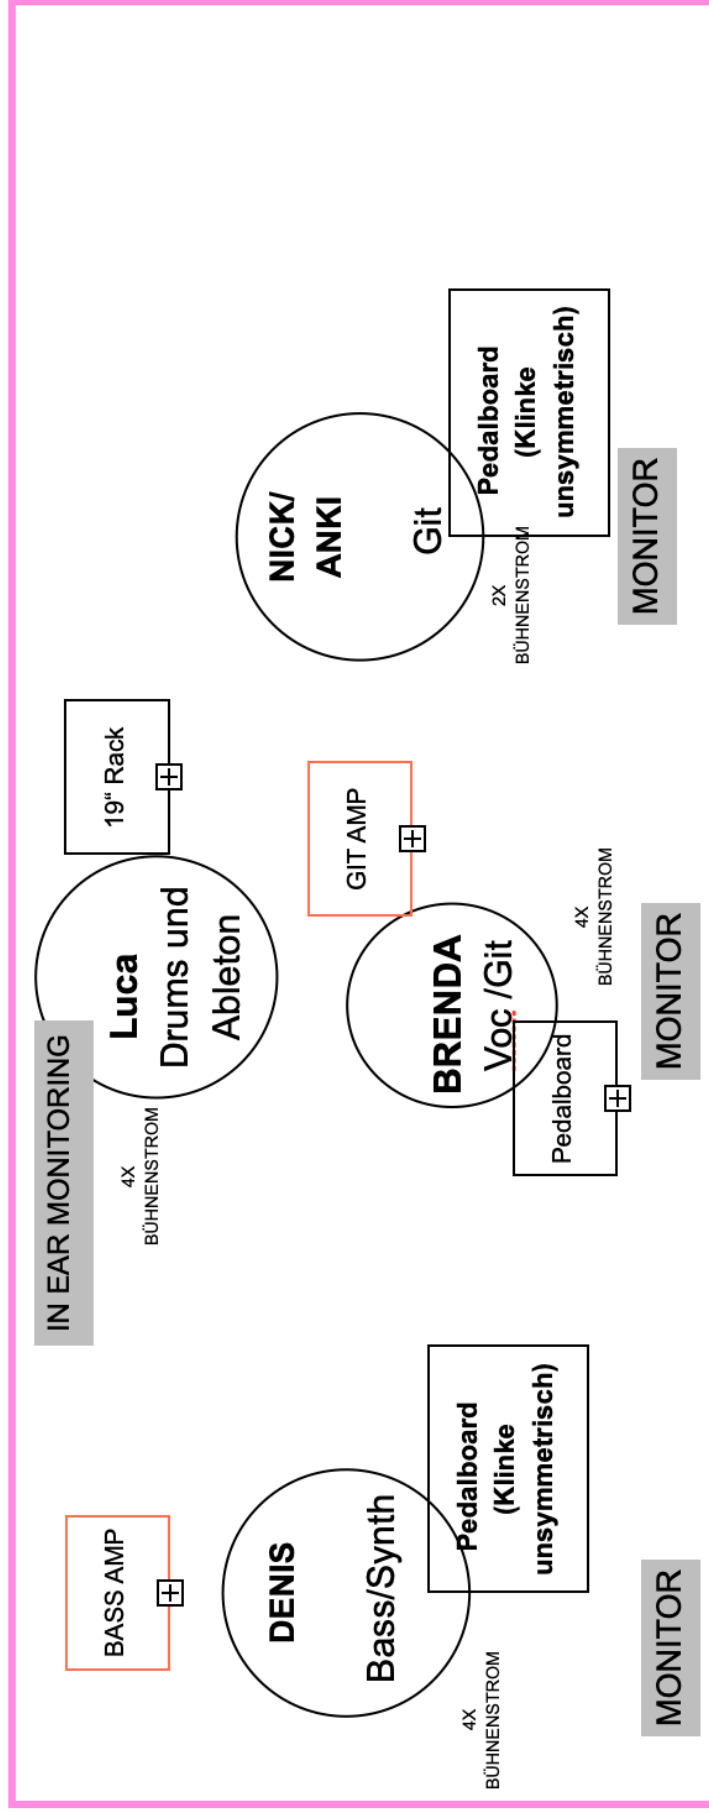 BASS AMP
DENIS
Bass/Synth
4X
BÜHNENSTROM
Pedalboard
(Klinke
unsymmetrisch)
MONITOR
IN EAR MONITORING
Luca
Drums und
Ableton
4X
BÜHNENSTROM
19“ Rack
GIT AMP
BRENDA
Voc /Git
Pedalboard
4X
BÜHNENSTROM
MONITOR
NICK/
ANKI
Git
2X
BÜHNENSTROM
Pedalboard
(Klinke
unsymmetrisch)
MONITOR